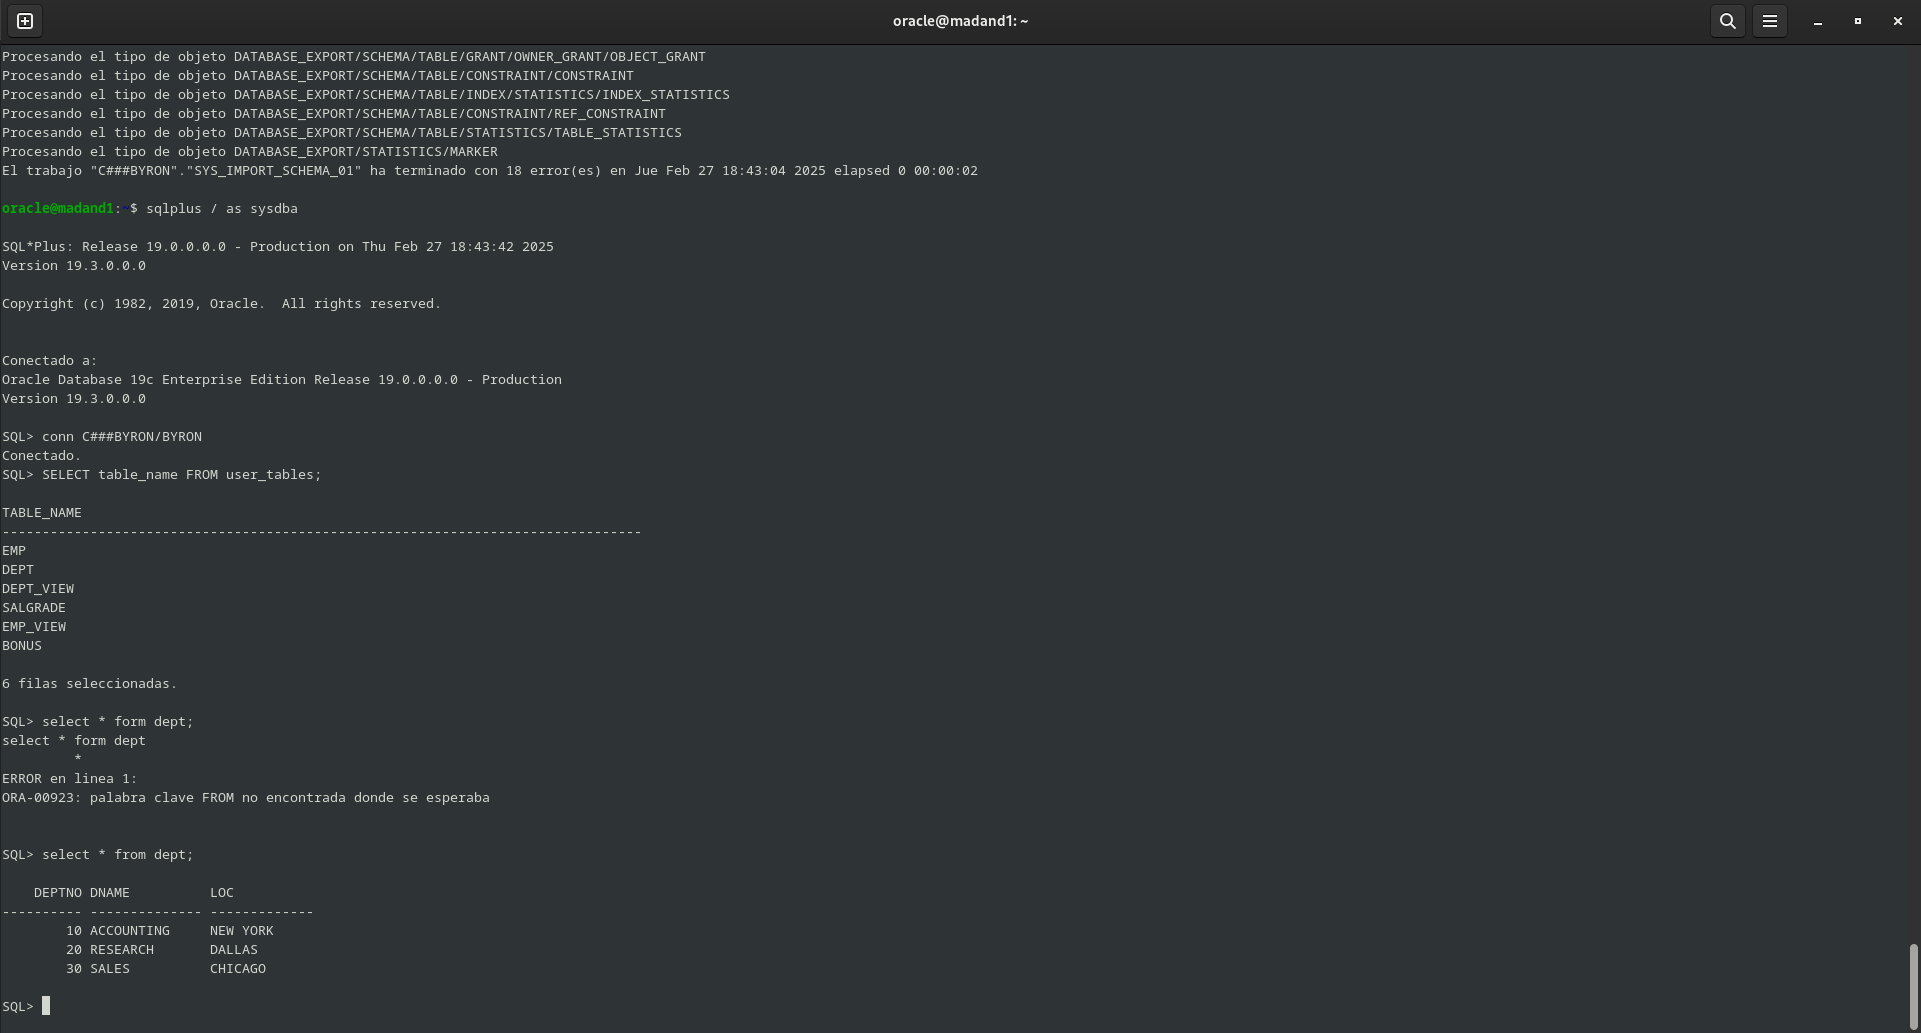 oracle@madand1: ~
Procesando el tipo de objeto DATABASE_EXPORT/SCHEMA/TABLE/GRANT/OWNER_GRANT/OBJECT_GRANT
Procesando el tipo de objeto DATABASE_EXPORT/SCHEMA/TABLE/CONSTRAINT/CONSTRAINT
Procesando el tipo de objeto DATABASE_EXPORT/SCHEMA/TABLE/INDEX/STATISTICS/INDEX_STATISTICS
Procesando el tipo de objeto DATABASE_EXPORT/SCHEMA/TABLE/CONSTRAINT/REF_CONSTRAINT
Procesando el tipo de objeto DATABASE_EXPORT/SCHEMA/TABLE/STATISTICS/TABLE_STATISTICS
Procesando el tipo de objeto DATABASE_EXPORT/STATISTICS/MARKER
El trabajo "C###BYRON"."SYS_IMPORT_SCHEMA_01" ha terminado con 18 error(es) en Jue Feb 27 18:43:04 2025 elapsed 0 00:00:02
oracle@madand1:~$ sqlplus / as sysdba
SQL*Plus: Release 19.0.0.0.0 - Production on Thu Feb 27 18:43:42 2025
Version 19.3.0.0.0
Copyright (c) 1982, 2019, Oracle.  All rights reserved.
Conectado a:
Oracle Database 19c Enterprise Edition Release 19.0.0.0.0 - Production
Version 19.3.0.0.0
SQL> conn C###BYRON/BYRON
Conectado.
SQL> SELECT table_name FROM user_tables;
TABLE_NAME
--------------------------------------------------------------------------------
EMP
DEPT
DEPT_VIEW
SALGRADE
EMP_VIEW
BONUS
6 filas seleccionadas.
SQL> select * form dept;
select * form dept
         *
ERROR en linea 1:
ORA-00923: palabra clave FROM no encontrada donde se esperaba
SQL> select * from dept;
    DEPTNO DNAME          LOC
---------- -------------- -------------
        10 ACCOUNTING     NEW YORK
        20 RESEARCH       DALLAS
        30 SALES          CHICAGO
SQL>